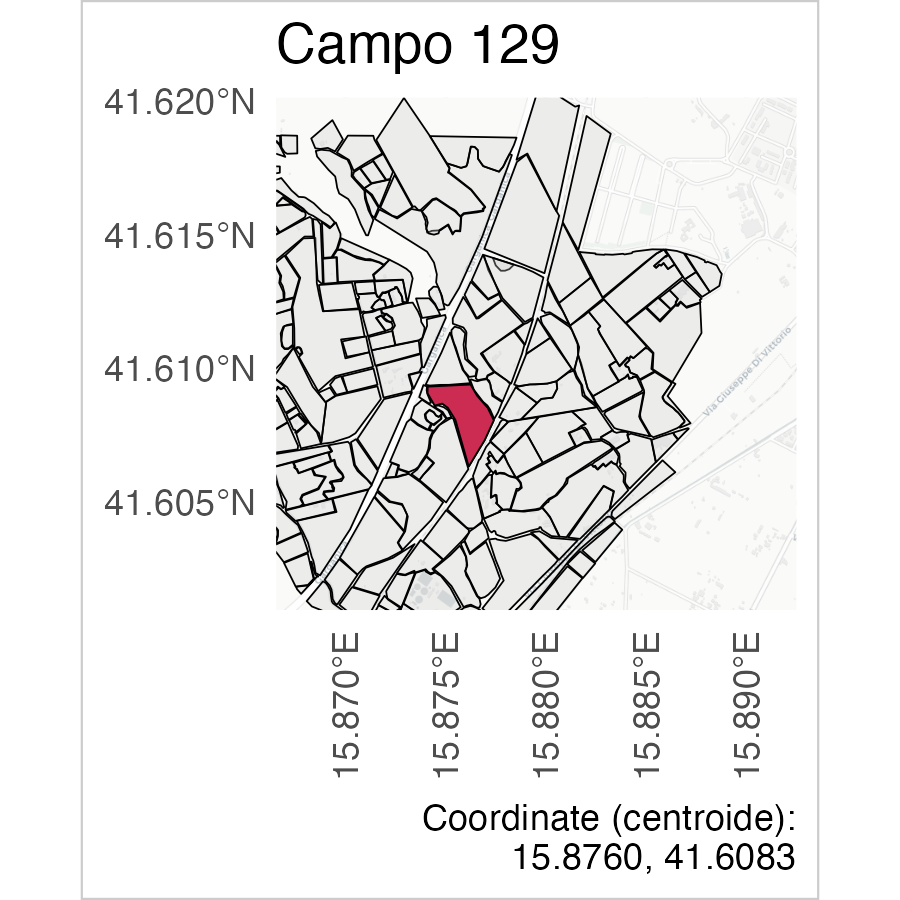 Campo 129
41.620°N
41.615°N
41.610°N
41.605°N
Via Giuseppe Di Vittorio
15.870°E
15.875°E
15.880°E
15.885°E
15.890°E
Coordinate (centroide):
15.8760, 41.6083